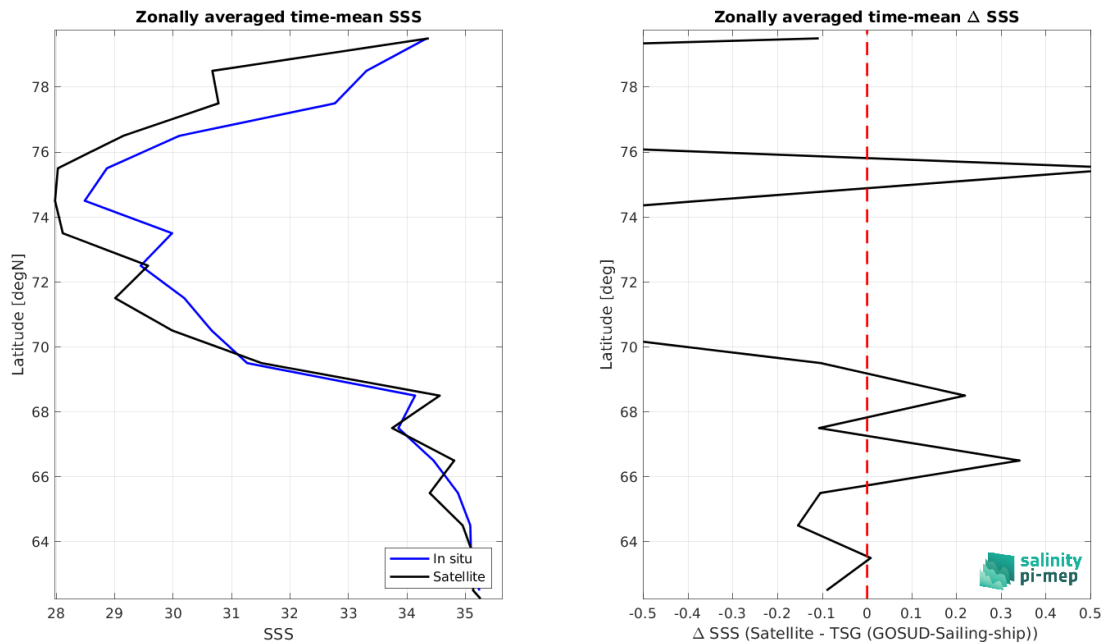 Zonally averaged time-mean SSS
Latitude [degN]
78
76
74
72
70
68
66
64
28 29 30 31 32 33 34 35
SSS
In situ
Satellite
Zonally averaged time-mean Δ SSS
Latitude [deg]
78
76
74
72
70
68
66
64
-0.5 -0.4 -0.3 -0.2 -0.1 0 0.1 0.2 0.3 0.4 0.5
Δ SSS (Satellite - TSG (GOSUD-Sailing-ship))
salinity
pi-mep